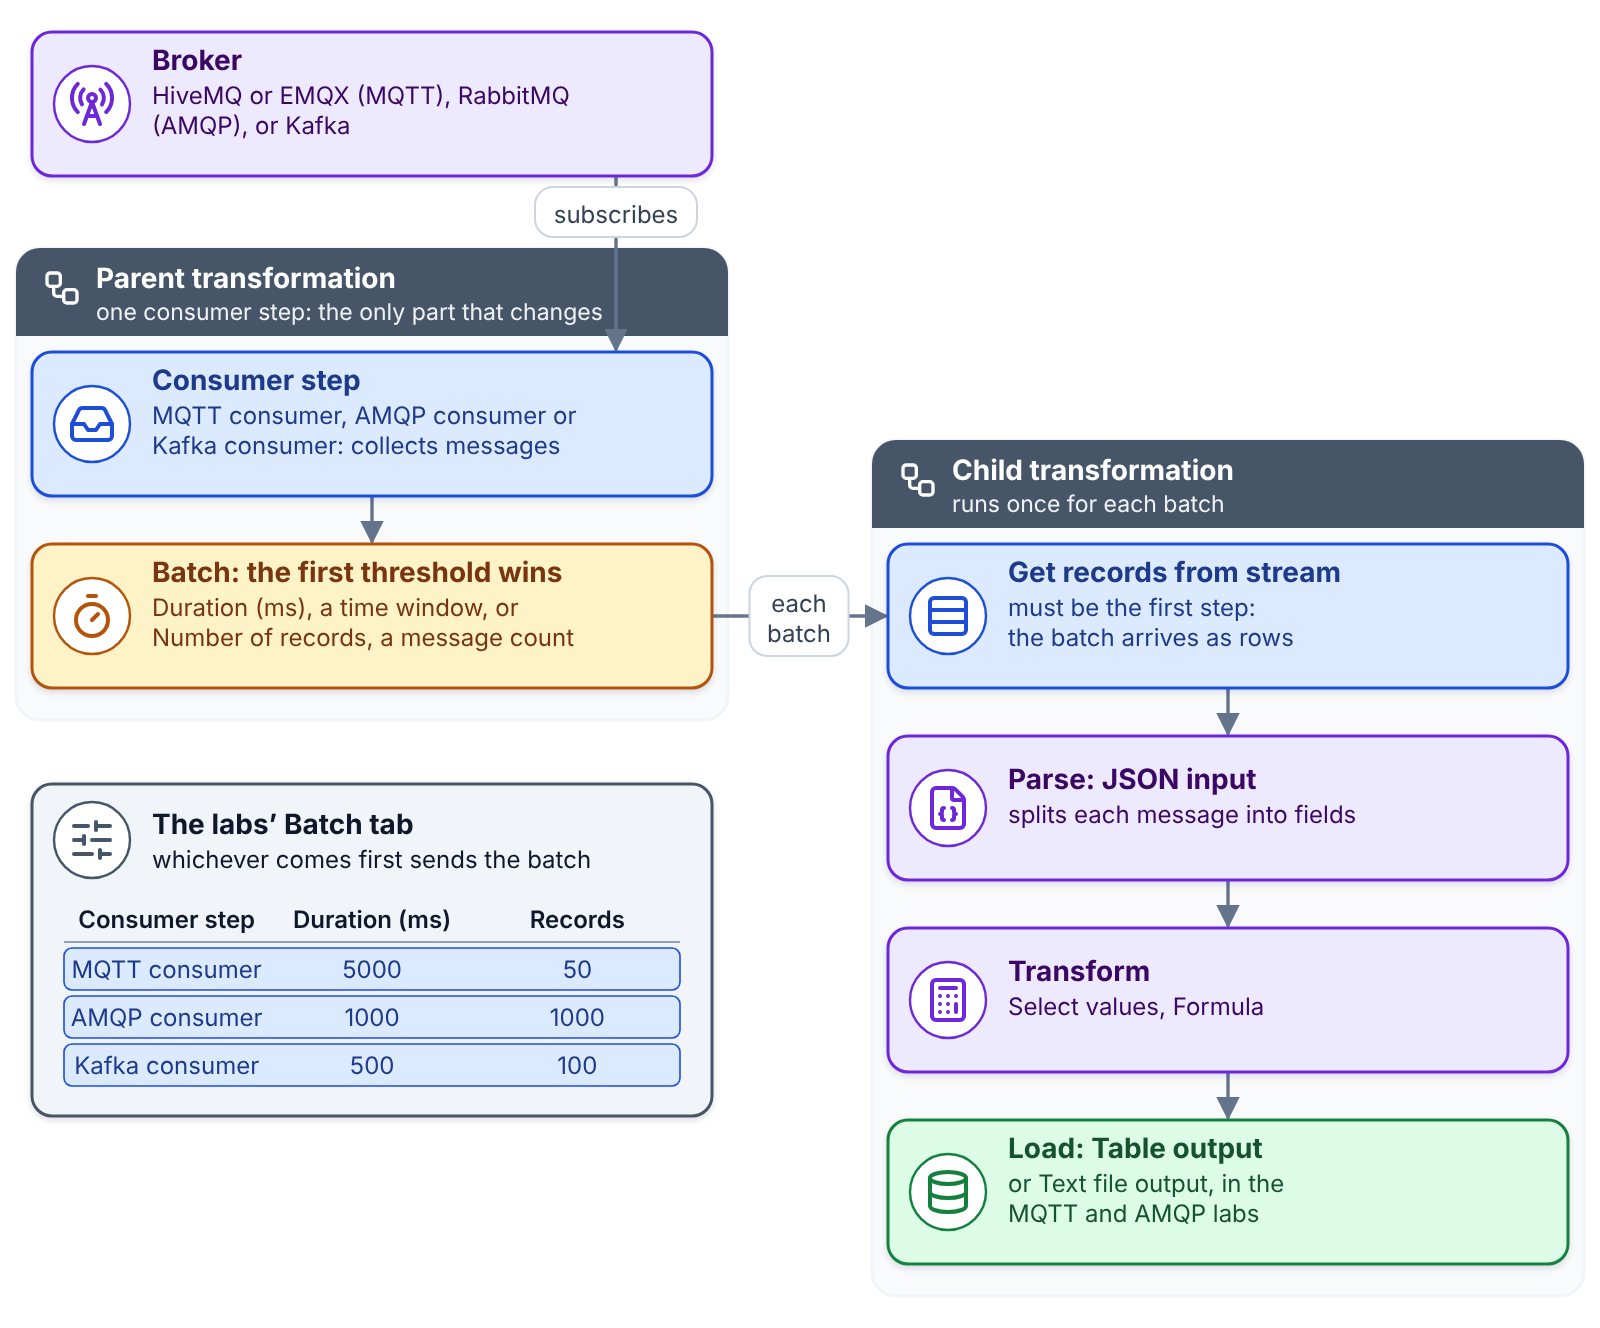 Broker
HiveMQ or EMQX (MQTT), RabbitMQ
(AMQP), or Kafka
subscribes
Parent transformation
one consumer step: the only part that changes
Consumer step
MQTT consumer, AMQP consumer or
Kafka consumer: collects messages
Batch: the first threshold wins
Duration (ms), a time window, or
Number of records, a message count
each
batch
Child transformation
runs once for each batch
Get records from stream
must be the first step:
the batch arrives as rows
Parse: JSON input
splits each message into fields
Transform
Select values, Formula
Load: Table output
or Text file output, in the
MQTT and AMQP labs
The labs’ Batch tab
whichever comes first sends the batch
Consumer step Duration (ms) Records
MQTT consumer 5000 50
AMQP consumer 1000 1000
Kafka consumer 500 100